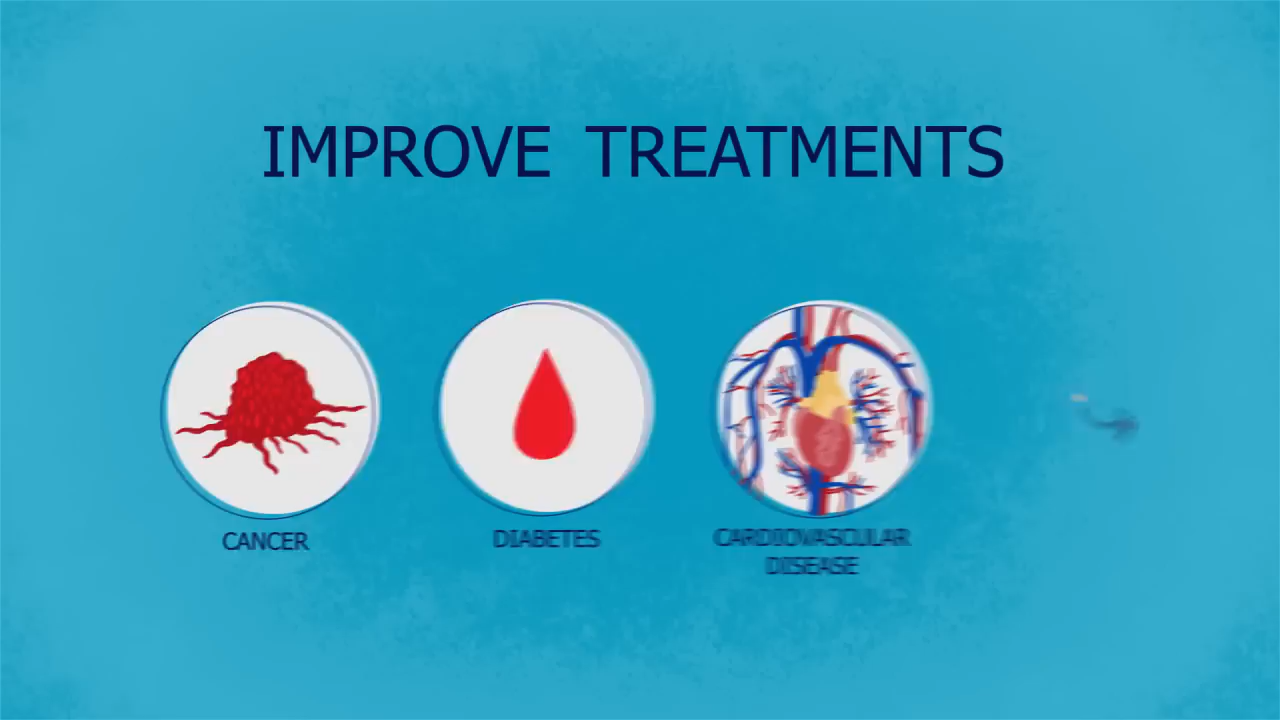 IMPROVE TREATMENTS
CANCER
DIABETES
CARDIOVASCULAR
DISEASE